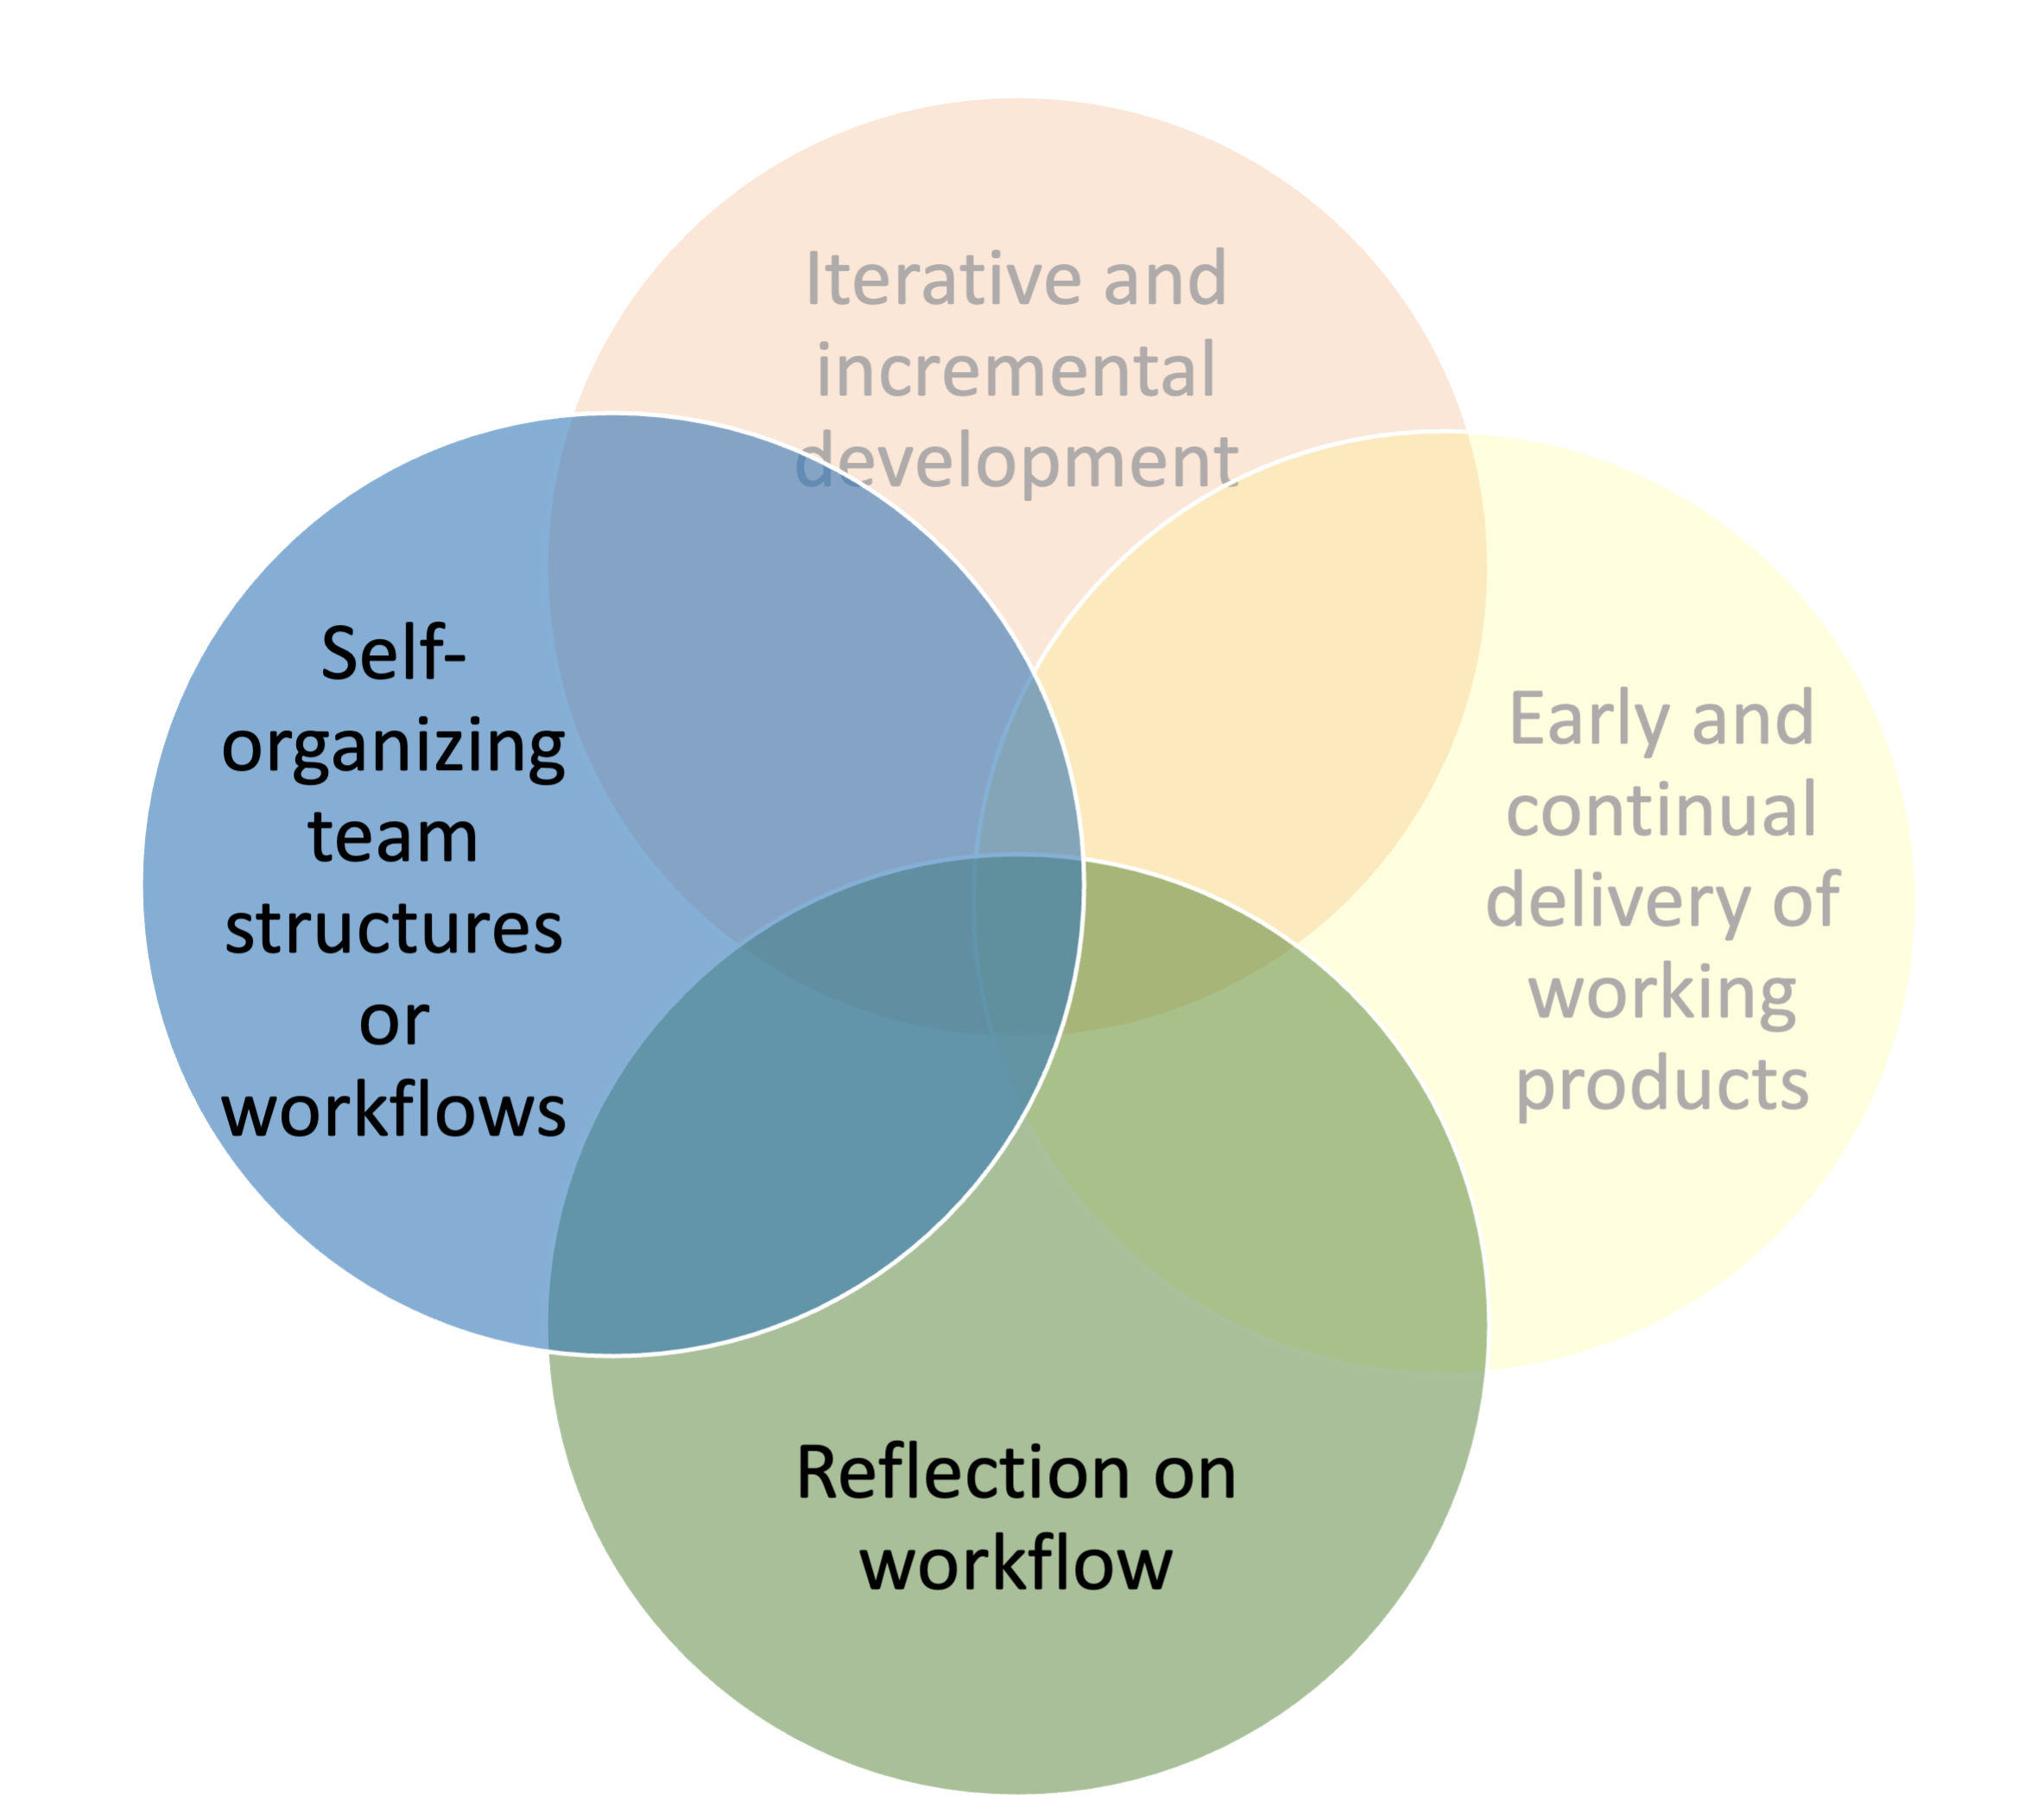 Iterative and
incremental
development
Self-
organizing
team
structures
or
workflows
Early and
continual
delivery of
working
products
Reflection on
workflow